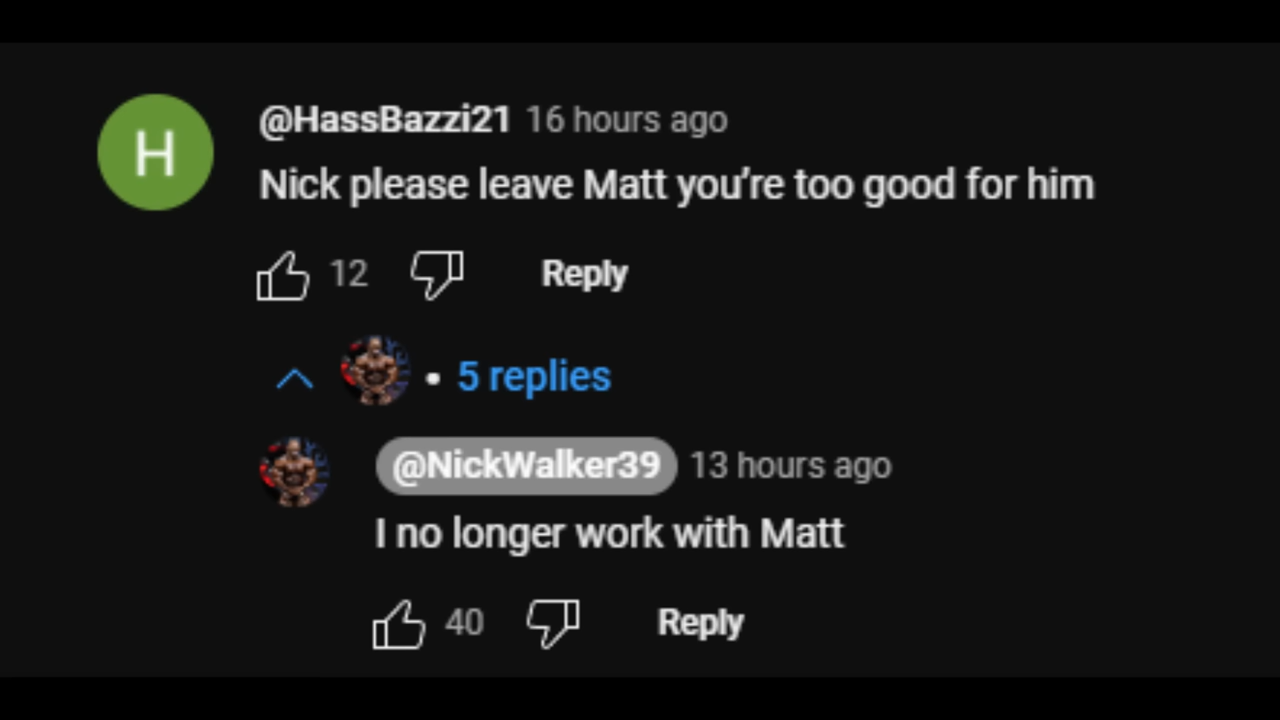 H
@HassBazzi21 16 hours ago
Nick please leave Matt you’re too good for him
12 Reply
• 5 replies
@NickWalker39 13 hours ago
I no longer work with Matt
40 Reply